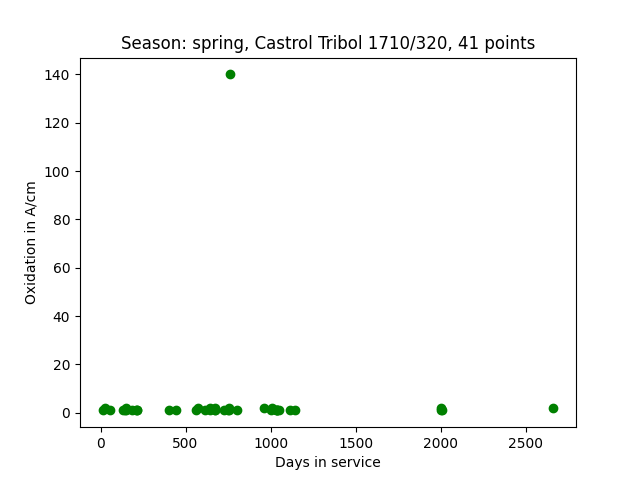 Season: spring, Castrol Tribol 1710/320, 41 points
Oxidation in A/cm
140
120
100
80
60
40
20
0
0 500 1000 1500 2000 2500
Days in service